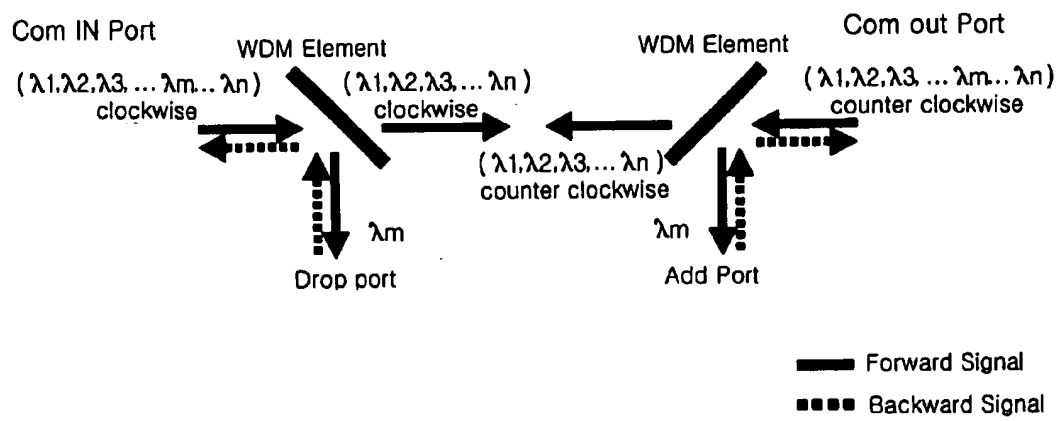 Com IN Port
WDM Element
WDM Element
Com out Port
(λ1,λ2,λ3, ... λm... λn)
clockwise
(λ1,λ2,λ3, ... λn)
clockwise
(λ1,λ2,λ3, ... λm... λn)
counter clockwise
(λ1,λ2,λ3, ... λn)
counter clockwise
λm
Drop port
λm
Add Port
Forward Signal
Backward Signal